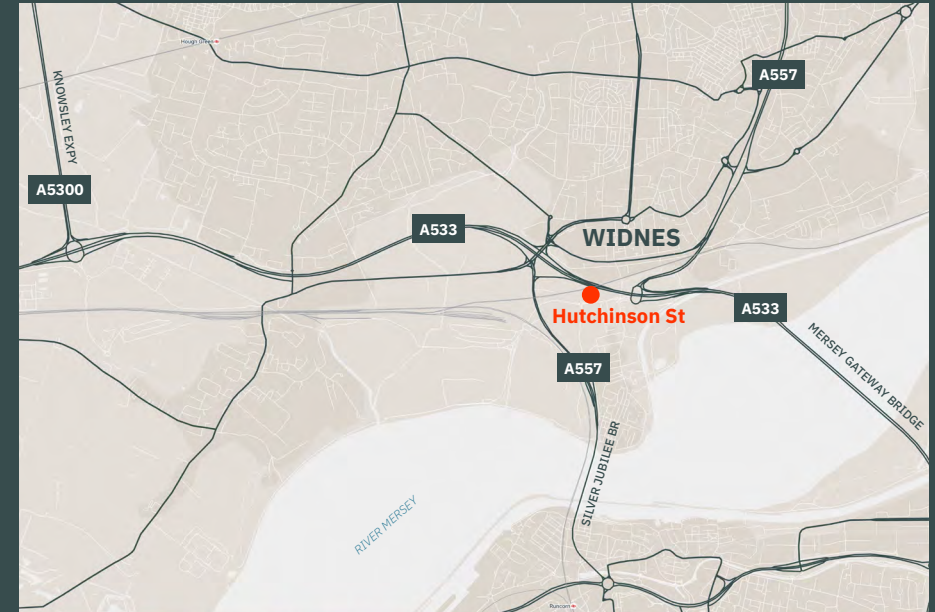 Hough Green
A557
KNOWSLEY EXPY
A5300
A533
WIDNES
Hutchinson St
A533
MERSEY GATEWAY BRIDGE
A557
SILVER JUBILEE BR
RIVER MERSEY
Runcorn